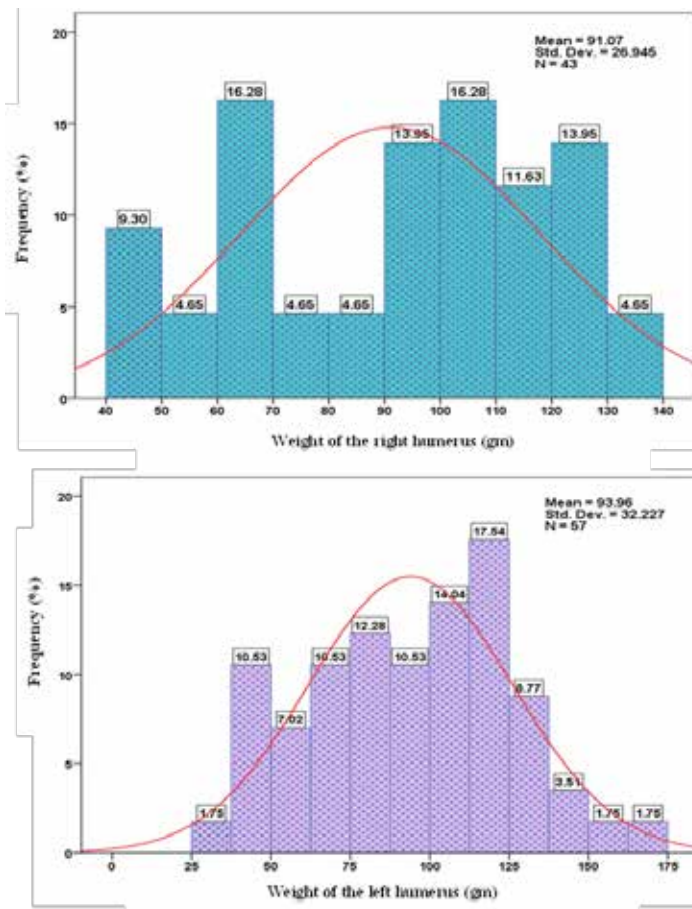 20
Mean = 91.07
Std. Dev. = 26.945
N = 43
16.28
16.28
15
13.95
13.95
11.63
10
9.30
5
4.65
4.65
4.65
4.65
0
Frequency (%)
40 50 60 70 80 90 100 110 120 130 140
Weight of the right humerus (gm)
20
Mean = 93.96
Std. Dev. = 32.227
N = 57
17.54
15
14.04
12.28
10.53
10.53
10.53
10
8.77
7.02
5
3.51
1.75
1.75
1.75
0
Frequency (%)
0 25 50 75 100 125 150 175
Weight of the left humerus (gm)